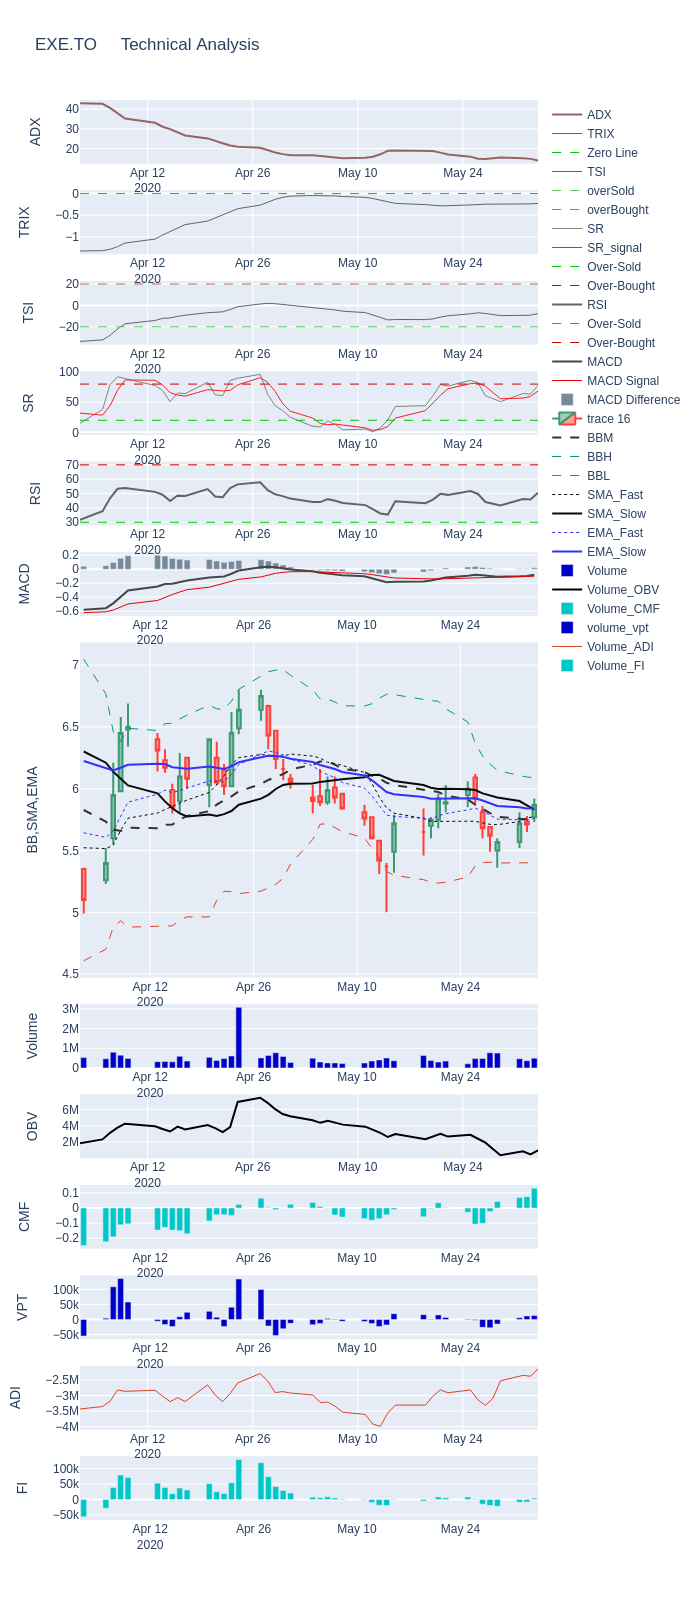 EXE.TO     Technical Analysis
ADX
40
30
20
Apr 12
2020
Apr 26
May 10
May 24
TRIX
0
−0.5
−1
Apr 12
2020
Apr 26
May 10
May 24
TSI
20
0
−20
Apr 12
2020
Apr 26
May 10
May 24
SR
100
50
0
Apr 12
2020
Apr 26
May 10
May 24
RSI
70
60
50
40
30
Apr 12
2020
Apr 26
May 10
May 24
MACD
0.2
0
−0.2
−0.4
−0.6
Apr 12
2020
Apr 26
May 10
May 24
BB,SMA,EMA
7
6.5
6
5.5
5
4.5
Apr 12
2020
Apr 26
May 10
May 24
Volume
3M
2M
1M
0
Apr 12
2020
Apr 26
May 10
May 24
OBV
6M
4M
2M
Apr 12
2020
Apr 26
May 10
May 24
CMF
0.1
0
−0.1
−0.2
Apr 12
2020
Apr 26
May 10
May 24
VPT
100k
50k
0
−50k
Apr 12
2020
Apr 26
May 10
May 24
ADI
−2.5M
−3M
−3.5M
−4M
Apr 12
2020
Apr 26
May 10
May 24
FI
100k
50k
0
−50k
Apr 12
2020
Apr 26
May 10
May 24
ADX
TRIX
Zero Line
TSI
overSold
overBought
SR
SR_signal
Over-Sold
Over-Bought
RSI
Over-Sold
Over-Bought
MACD
MACD Signal
MACD Difference
trace 16
BBM
BBH
BBL
SMA_Fast
SMA_Slow
EMA_Fast
EMA_Slow
Volume
Volume_OBV
Volume_CMF
volume_vpt
Volume_ADI
Volume_FI